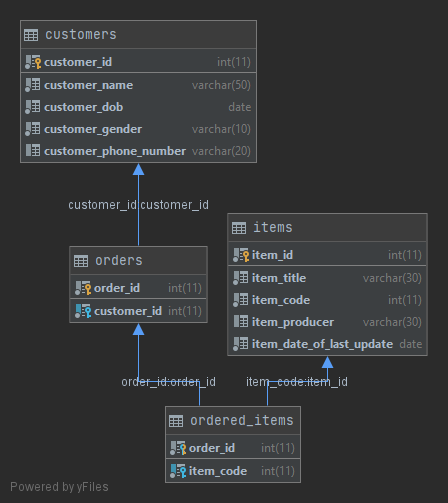 customers
customer_id int(11)
customer_name varchar(50)
customer_dob date
customer_gender varchar(10)
customer_phone_number varchar(20)
customer_id:customer_id
orders
order_id int(11)
customer_id int(11)
items
item_id int(11)
item_title varchar(30)
item_code int(11)
item_producer varchar(30)
item_date_of_last_update date
order_id:order_id
item_code:item_id
ordered_items
order_id int(11)
item_code int(11)
Powered by yFiles